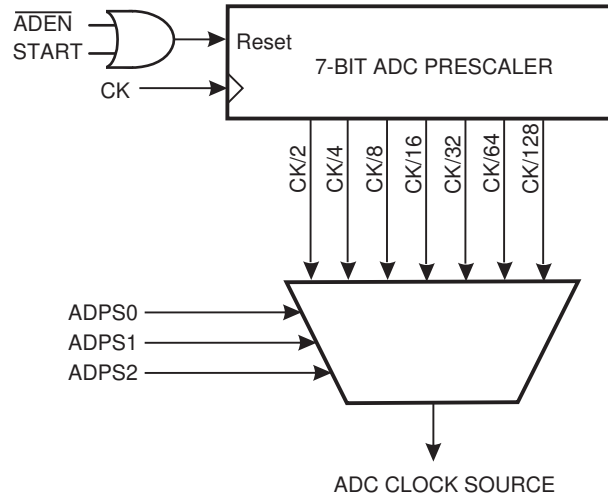 ADEN
START
Reset
7-BIT ADC PRESCALER
CK
CK/2
CK/4
CK/8
CK/16
CK/32
CK/64
CK/128
ADPS0
ADPS1
ADPS2
ADC CLOCK SOURCE